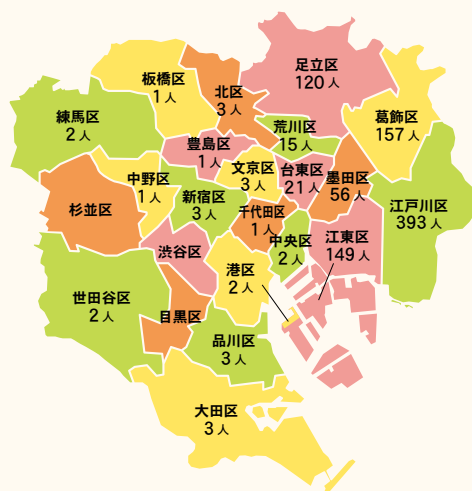 足立区
120人
板橋区
1人
北区
3人
葛飾区
157人
練馬区
2人
荒川区
15人
豊島区
1人
文京区
3人
台東区
21人
墨田区
56人
中野区
1人
新宿区
3人
江戸川区
393人
杉並区
千代田区
1人
中央区
2人
江東区
149人
渋谷区
港区
2人
世田谷区
2人
目黒区
品川区
3人
大田区
3人